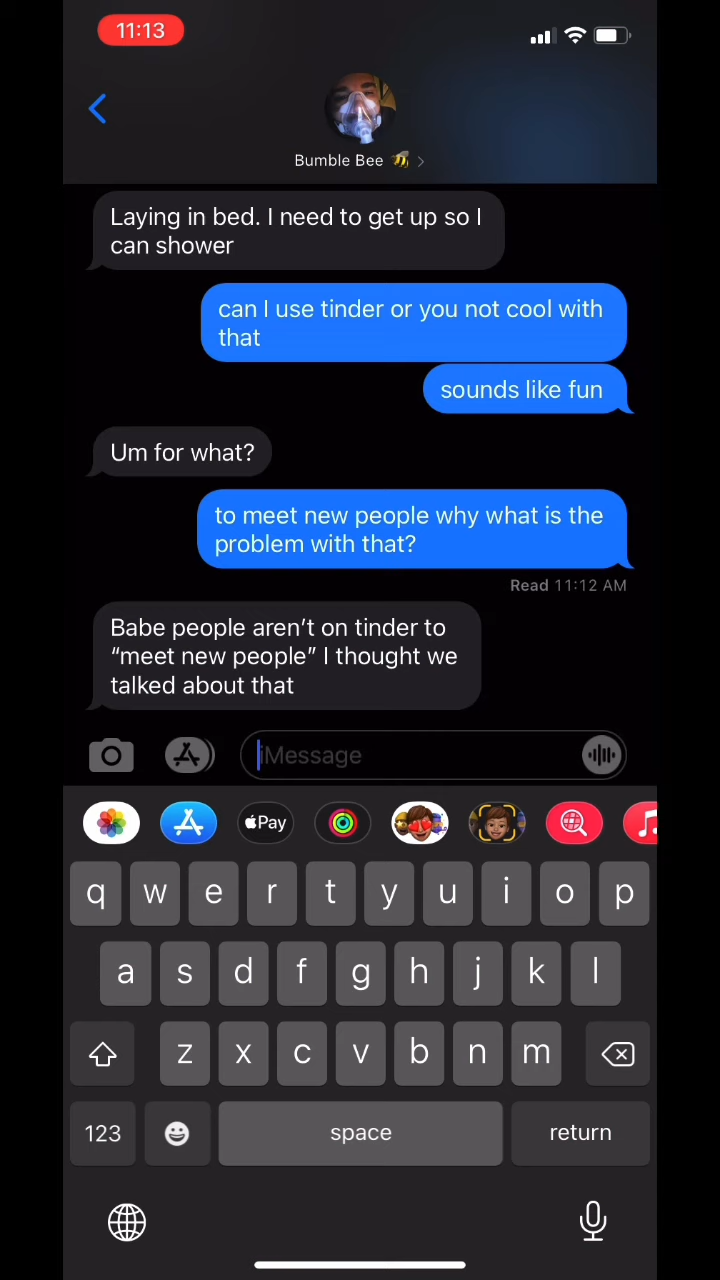 11:13
Bumble Bee 🐝 >
Laying in bed. I need to get up so I
can shower
can I use tinder or you not cool with
that
sounds like fun
Um for what?
to meet new people why what is the
problem with that?
Read 11:12 AM
Babe people aren’t on tinder to
“meet new people” I thought we
talked about that
iMessage
Pay
q w e r t y u i o p
a s d f g h j k l
z x c v b n m
123 space return